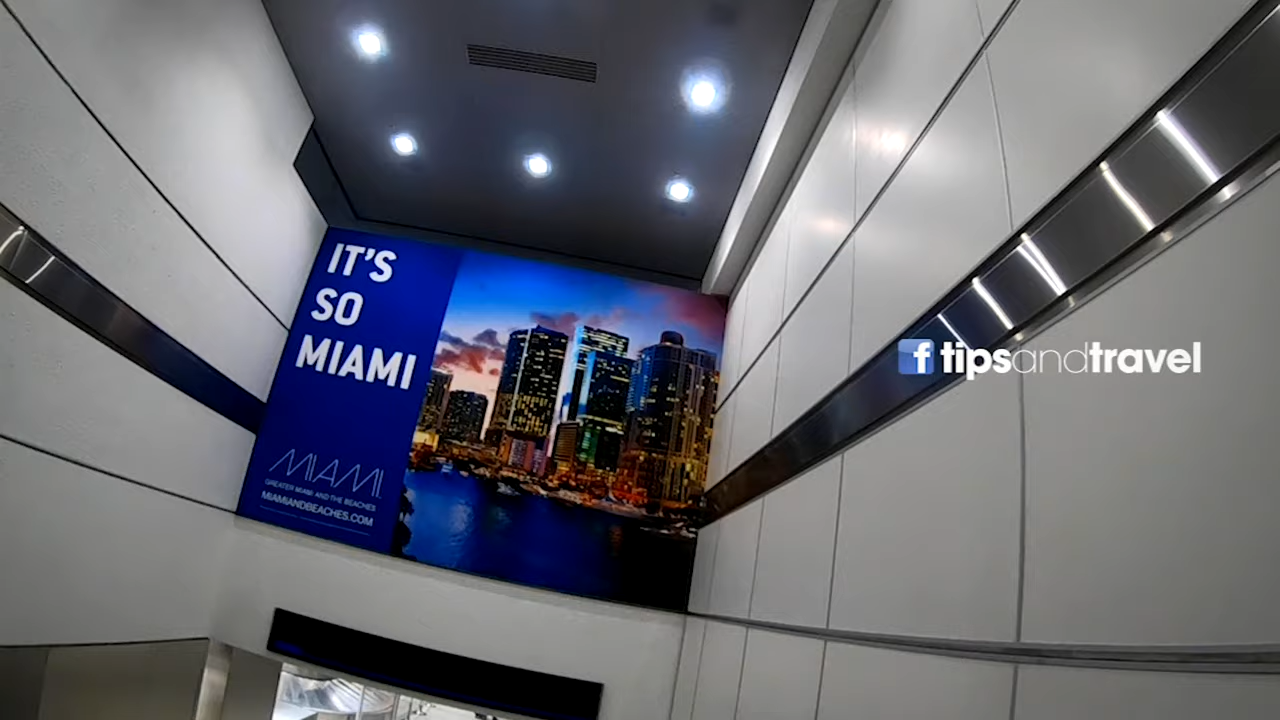 IT'S
SO
MIAMI
MIAMI
GREATER MIAMI AND THE BEACHES
MIAMIANDBEACHES.COM
f tipsandtravel